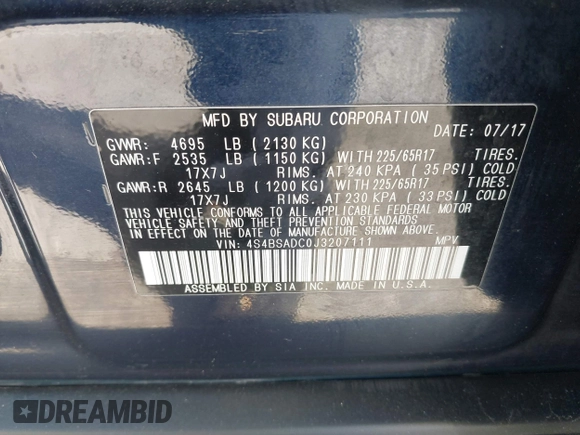 MFD BY SUBARU CORPORATION
DATE: 07/17
GVWR: 4695 LB (2130 KG)
GAWR:F 2535 LB (1150 KG) WITH 225/65R17 TIRES.
17X7J RIMS. AT 240 KPA (35 PSI) COLD
GAWR:R 2645 LB (1200 KG) WITH 225/65R17 TIRES.
17X7J RIMS. AT 230 KPA (33 PSI) COLD
THIS VEHICLE CONFORMS TO ALL APPLICABLE FEDERAL MOTOR
VEHICLE SAFETY AND THEFT PREVENTION STANDARDS IN
EFFECT ON THE DATE OF MANUFACTURE SHOWN ABOVE.
VIN: 4S4BSADC0J3207111 MPV
ASSEMBLED BY SIA INC. MADE IN U.S.A.
DREAMBID